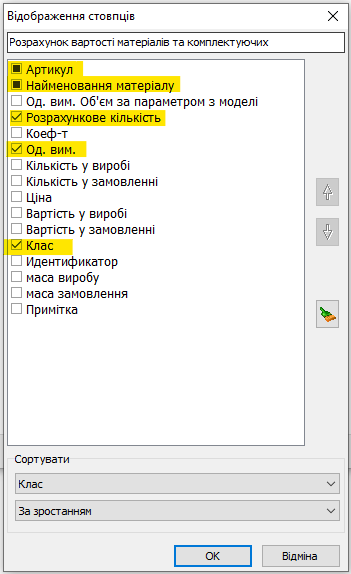 Відображення стовпців
Розрахунок вартості матеріалів та комплектуючих
Артикул
Найменування матеріалу
Од. вим. Об'єм за параметром з моделі
Розрахункове кількість
Коеф-т
Од. вим.
Кількість у виробі
Кількість у замовленні
Ціна
Вартість у виробі
Вартість у замовленні
Клас
Идентификатор
маса виробу
маса замовлення
Примітка
Сортувати
Клас
За зростанням
OK
Відміна